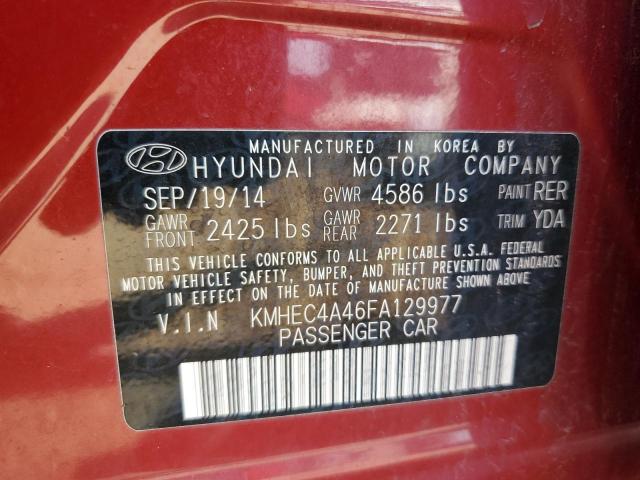 MANUFACTURED IN KOREA BY
HYUNDAI MOTOR COMPANY
SEP/19/14 GVWR 4586 lbs PAINT RER
GAWR FRONT 2425 lbs GAWR REAR 2271 lbs TRIM YDA
THIS VEHICLE CONFORMS TO ALL APPLICABLE U.S.A. FEDERAL
MOTOR VEHICLE SAFETY, BUMPER, AND THEFT PREVENTION STANDARDS
IN EFFECT ON THE DATE OF MANUFACTURE SHOWN ABOVE.
V.I.N KMHEC4A46FA129977
PASSENGER CAR